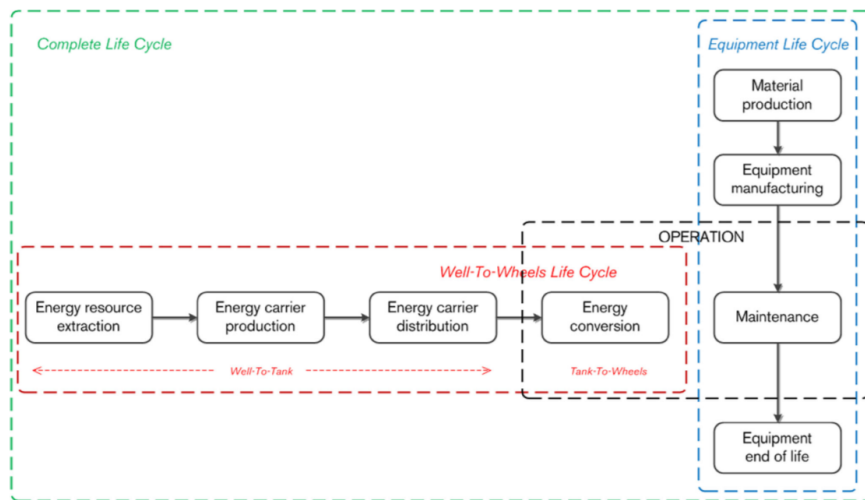 Complete Life Cycle
Equipment Life Cycle
Material
production
Equipment
manufacturing
OPERATION
Well-To-Wheels Life Cycle
Energy resource
extraction
Energy carrier
production
Energy carrier
distribution
Energy
conversion
Maintenance
Well-To-Tank
Tank-To-Wheels
Equipment
end of life